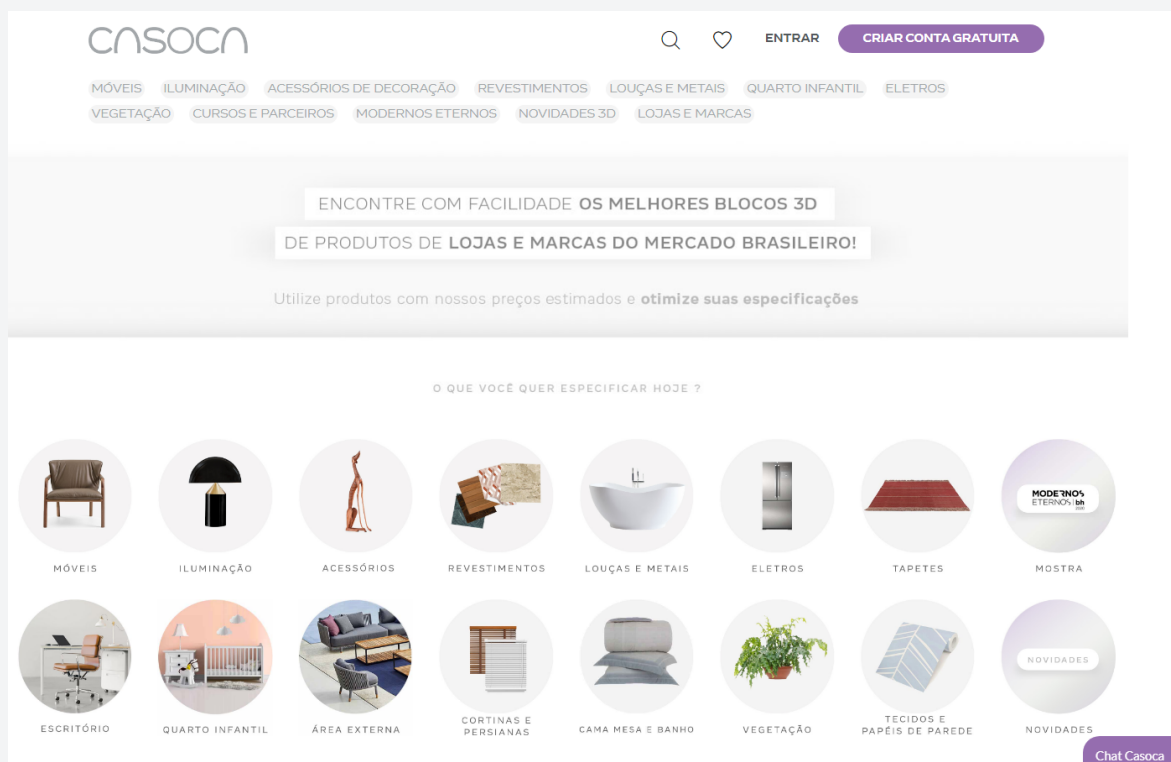 CASOCA
ENTRAR
CRIAR CONTA GRATUITA
MÓVEIS ILUMINAÇÃO ACESSÓRIOS DE DECORAÇÃO REVESTIMENTOS LOUÇAS E METAIS QUARTO INFANTIL ELETROS
VEGETAÇÃO CURSOS E PARCEIROS MODERNOS ETERNOS NOVIDADES 3D LOJAS E MARCAS
ENCONTRE COM FACILIDADE OS MELHORES BLOCOS 3D
DE PRODUTOS DE LOJAS E MARCAS DO MERCADO BRASILEIRO!
Utilize produtos com nossos preços estimados e otimize suas especificações
O QUE VOCÊ QUER ESPECIFICAR HOJE ?
MODERNOS
ETERNOS bh
2020
MÓVEIS ILUMINAÇÃO ACESSÓRIOS REVESTIMENTOS LOUÇAS E METAIS ELETROS TAPETES MOSTRA
NOVIDADES
ESCRITÓRIO QUARTO INFANTIL ÁREA EXTERNA
CORTINAS E
PERSIANAS
CAMA MESA E BANHO VEGETAÇÃO
TECIDOS E
PAPÉIS DE PAREDE
NOVIDADES
Chat Casoca